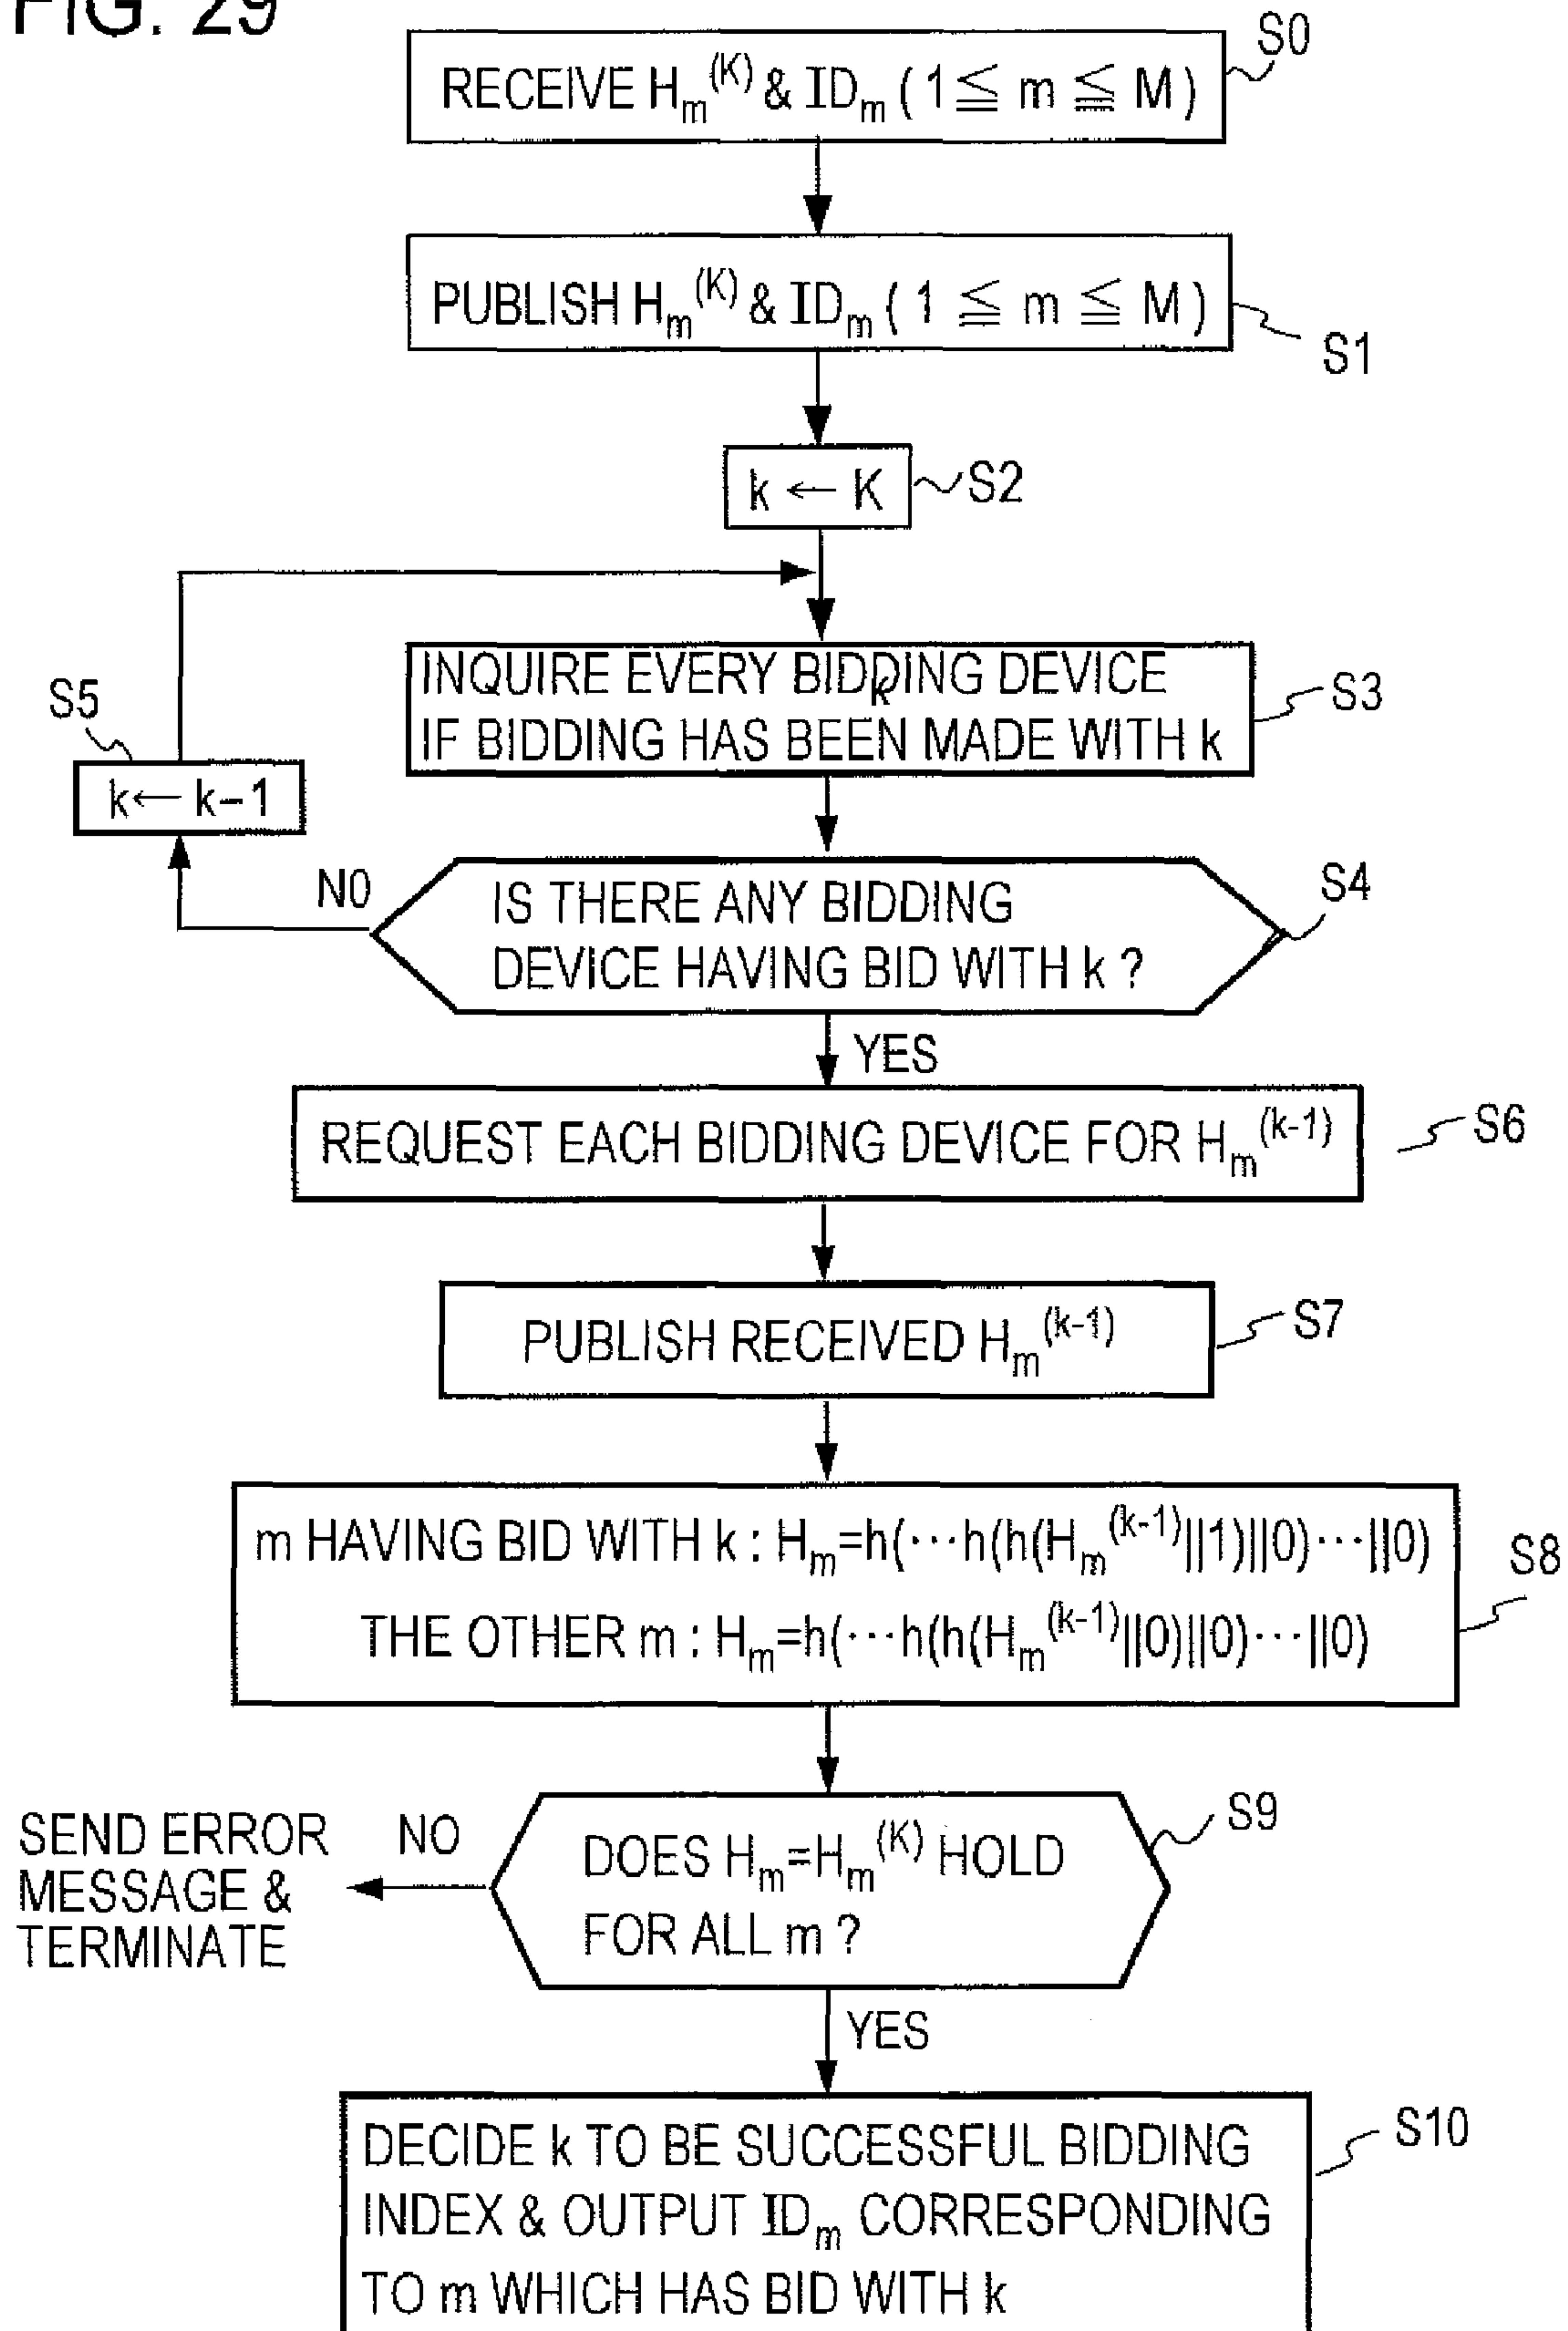 FIG. 29
S0
RECEIVE Hₘ⁽ᴷ⁾ & IDₘ ( 1 ≦ m ≦ M )
PUBLISH Hₘ⁽ᴷ⁾ & IDₘ ( 1 ≦ m ≦ M )
S1
k ← K
S2
INQUIRE EVERY BIDDING DEVICE
k
IF BIDDING HAS BEEN MADE WITH k
S3
S5
k ← k-1
NO
IS THERE ANY BIDDING
DEVICE HAVING BID WITH k ?
S4
YES
REQUEST EACH BIDDING DEVICE FOR Hₘ⁽ᵏ⁻¹⁾
S6
PUBLISH RECEIVED Hₘ⁽ᵏ⁻¹⁾
S7
m HAVING BID WITH k : Hₘ=h(···h(h(Hₘ⁽ᵏ⁻¹⁾||1)||0)···||0)
THE OTHER m : Hₘ=h(···h(h(Hₘ⁽ᵏ⁻¹⁾||0)||0)···||0)
S8
SEND ERROR
MESSAGE &
TERMINATE
NO
DOES Hₘ=Hₘ⁽ᴷ⁾ HOLD
FOR ALL m ?
S9
YES
DECIDE k TO BE SUCCESSFUL BIDDING
INDEX & OUTPUT IDₘ CORRESPONDING
TO m WHICH HAS BID WITH k
S10